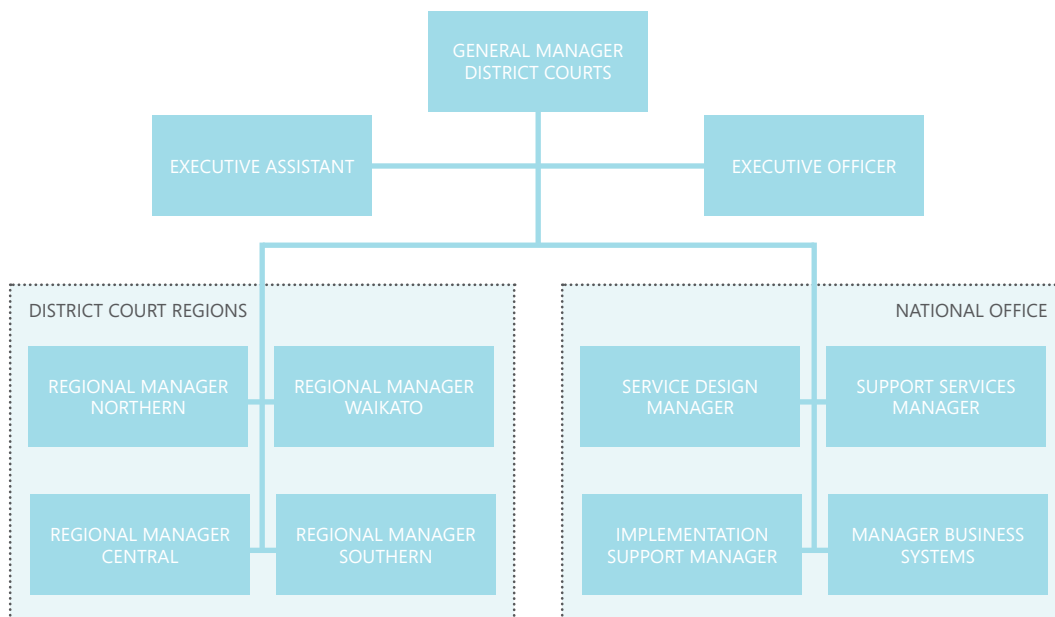 GENERAL MANAGER
DISTRICT COURTS
EXECUTIVE ASSISTANT
EXECUTIVE OFFICER
DISTRICT COURT REGIONS
REGIONAL MANAGER
NORTHERN
REGIONAL MANAGER
WAIKATO
REGIONAL MANAGER
CENTRAL
REGIONAL MANAGER
SOUTHERN
NATIONAL OFFICE
SERVICE DESIGN
MANAGER
SUPPORT SERVICES
MANAGER
IMPLEMENTATION
SUPPORT MANAGER
MANAGER BUSINESS
SYSTEMS